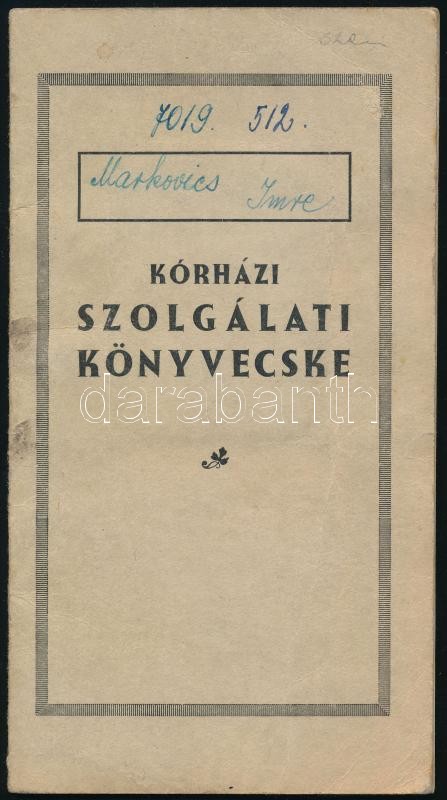 7019. 512.
Markovics
Imre
KÓRHÁZI
SZOLGÁLATI
KÖNYVECSKE
darabanth